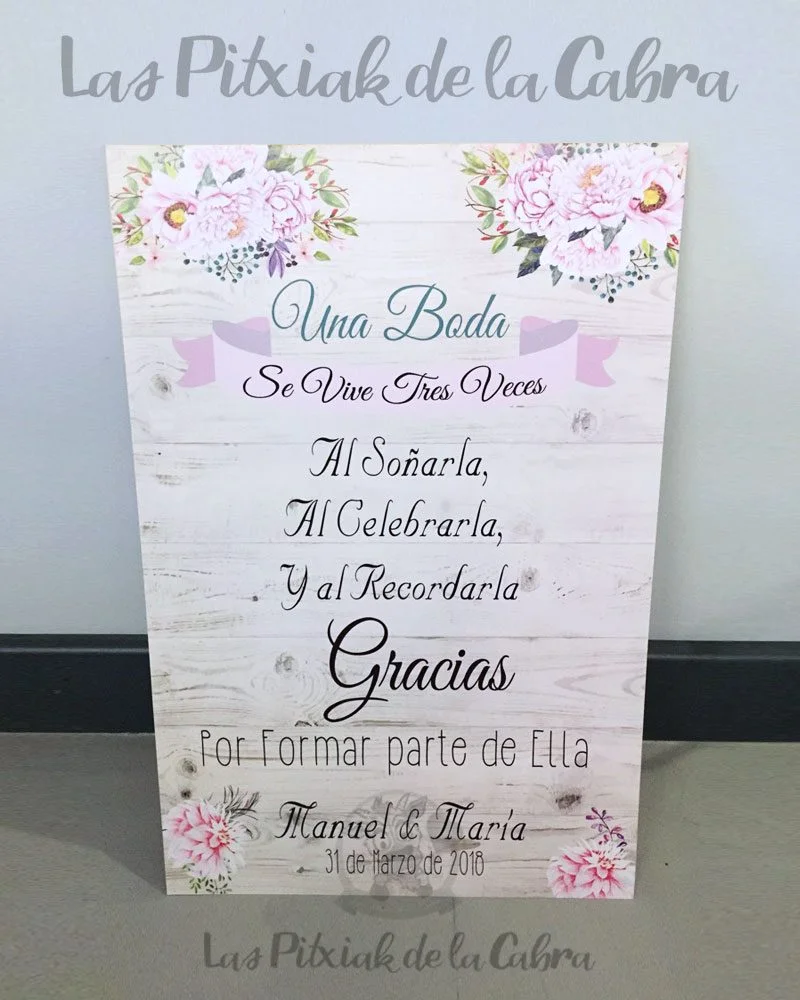 Las Pitxiak de la Cabra
Una Boda
Se Vive Tres Veces
Al Soñarla,
Al Celebrarla,
Y al Recordarla
Gracias
Por Formar parte de Ella
Manuel & María
31 de Marzo de 2018
Las Pitxiak de la Cabra